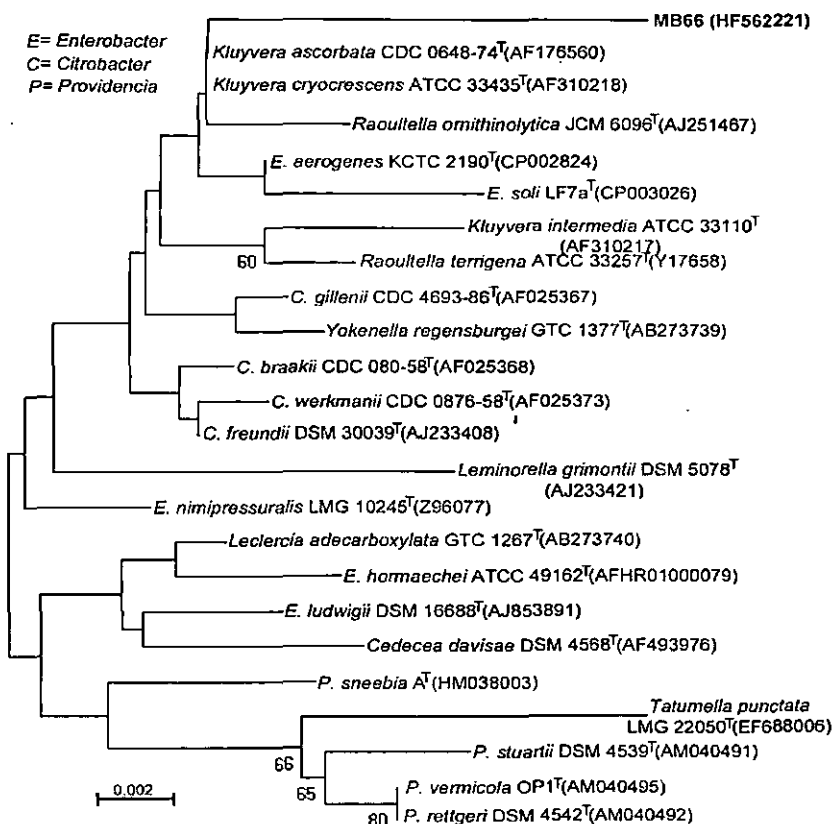 MB66 (HF562221)
E= Enterobacter
C= Citrobacter
P= Providencia
Kluyvera ascorbata CDC 0648-74T(AF176560)
Kluyvera cryocrescens ATCC 33435T(AF310218)
Raoultella ornithinolytica JCM 6096T(AJ251467)
E. aerogenes KCTC 2190T(CP002824)
E. soli LF7aT(CP003026)
Kluyvera intermedia ATCC 33110T
(AF310217)
60
Raoultella terrigena ATCC 33257T(Y17658)
C. gillenii CDC 4693-86T(AF025367)
Yokenella regensburgei GTC 1377T(AB273739)
C. braakii CDC 080-58T(AF025368)
C. werkmanii CDC 0876-58T(AF025373)
C. freundii DSM 30039T(AJ233408)
Leminorella grimontii DSM 5078T
(AJ233421)
E. nimipressuralis LMG 10245T(Z96077)
Leclercia adecarboxylata GTC 1267T(AB273740)
E. hormaechei ATCC 49162T(AFHR01000079)
E. ludwigii DSM 16688T(AJ853891)
Cedecea davisae DSM 4568T(AF493976)
P. sneebia AT(HM038003)
Tatumella punctata
LMG 22050T(EF688006)
66
P. stuartii DSM 4539T(AM040491)
65
P. vermicola OP1T(AM040495)
80
P. rettgeri DSM 4542T(AM040492)
0.002